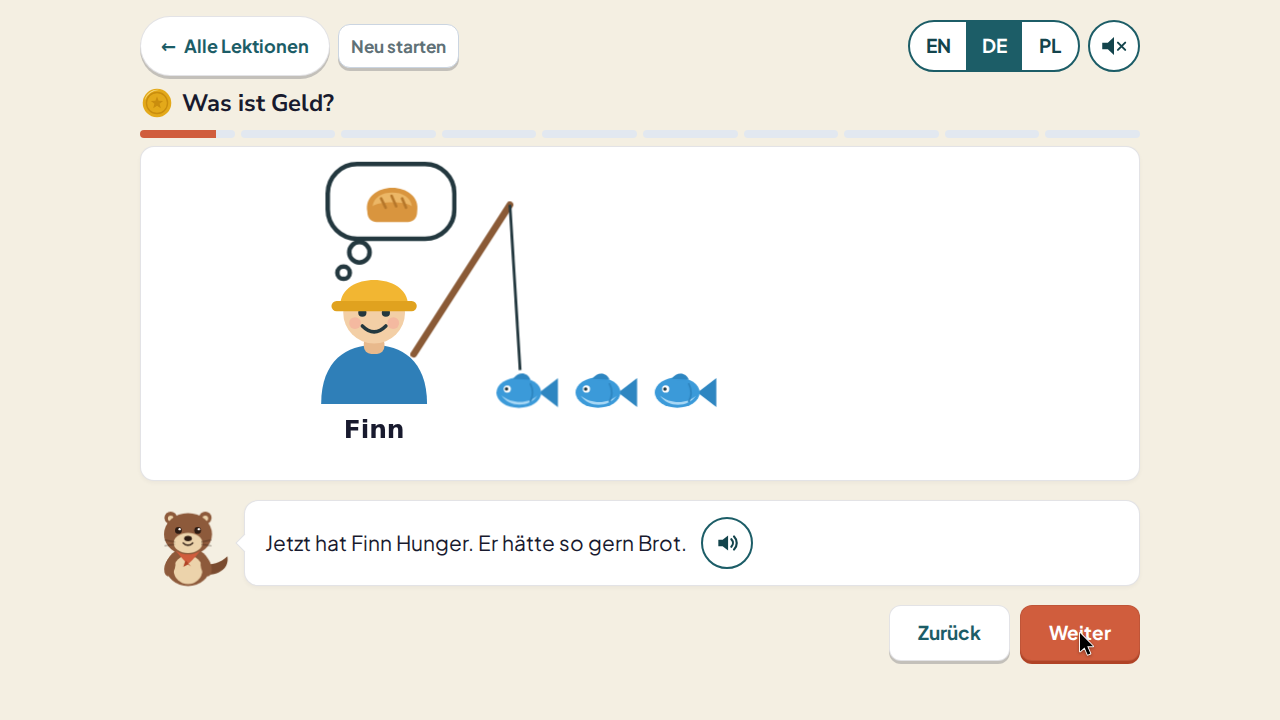 ← Alle Lektionen
Neu starten
EN DE PL
Was ist Geld?
Finn
Jetzt hat Finn Hunger. Er hätte so gern Brot.
Zurück
Weiter